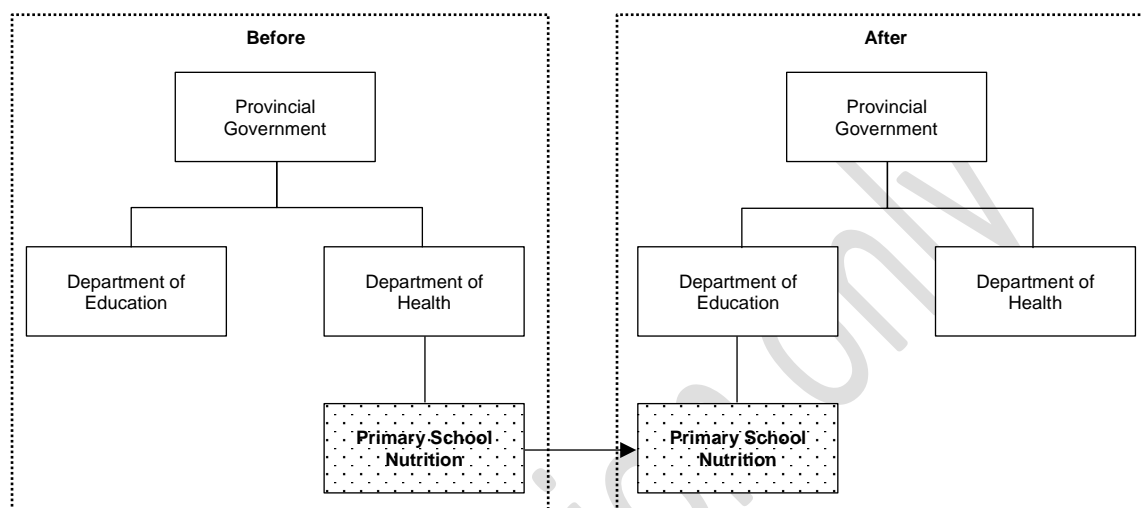 Before
Provincial
Government
Department of
Education
Department of
Health
Primary School
Nutrition
After
Provincial
Government
Department of
Education
Department of
Health
Primary School
Nutrition
only